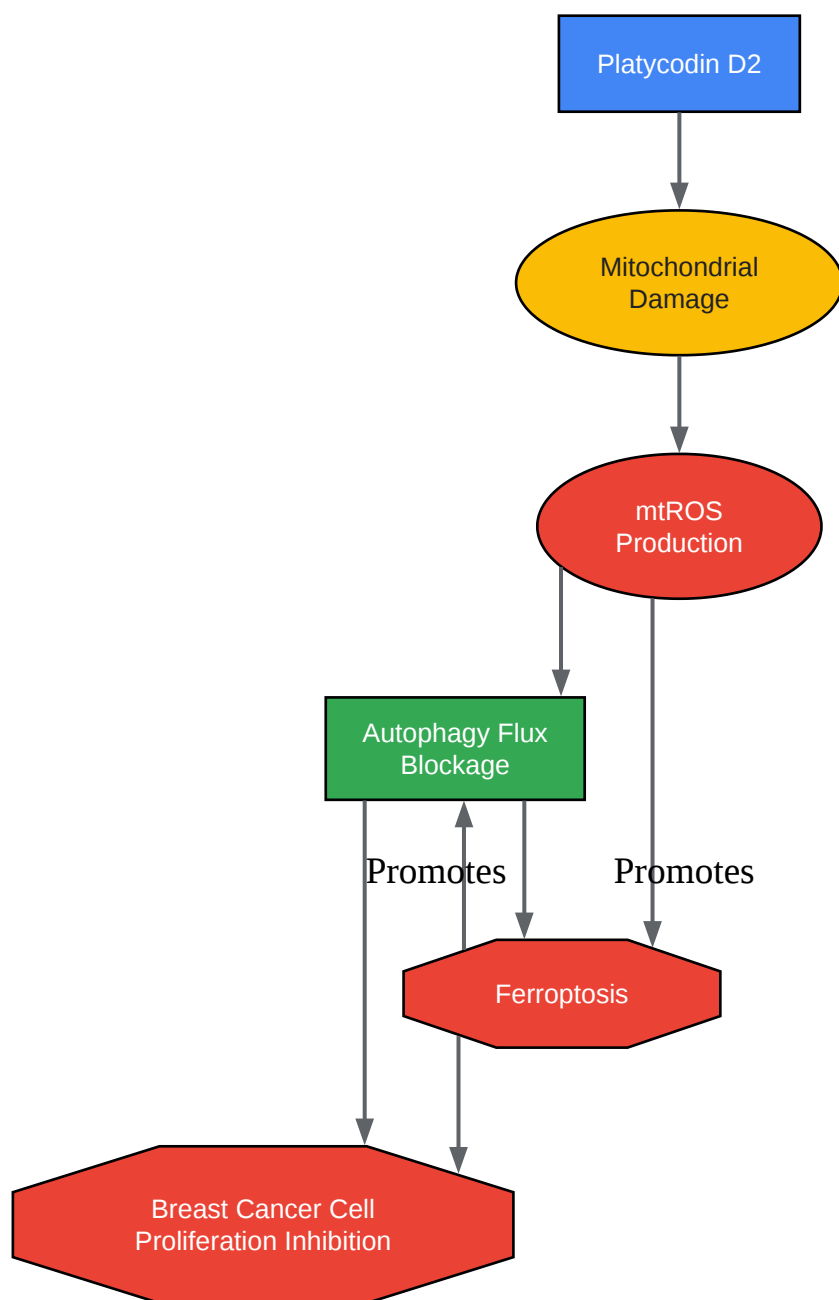 Platycodin D2
Mitochondrial
Damage
mtROS
Production
Autophagy Flux
Blockage
Promotes
Promotes
Ferroptosis
Breast Cancer Cell
Proliferation Inhibition